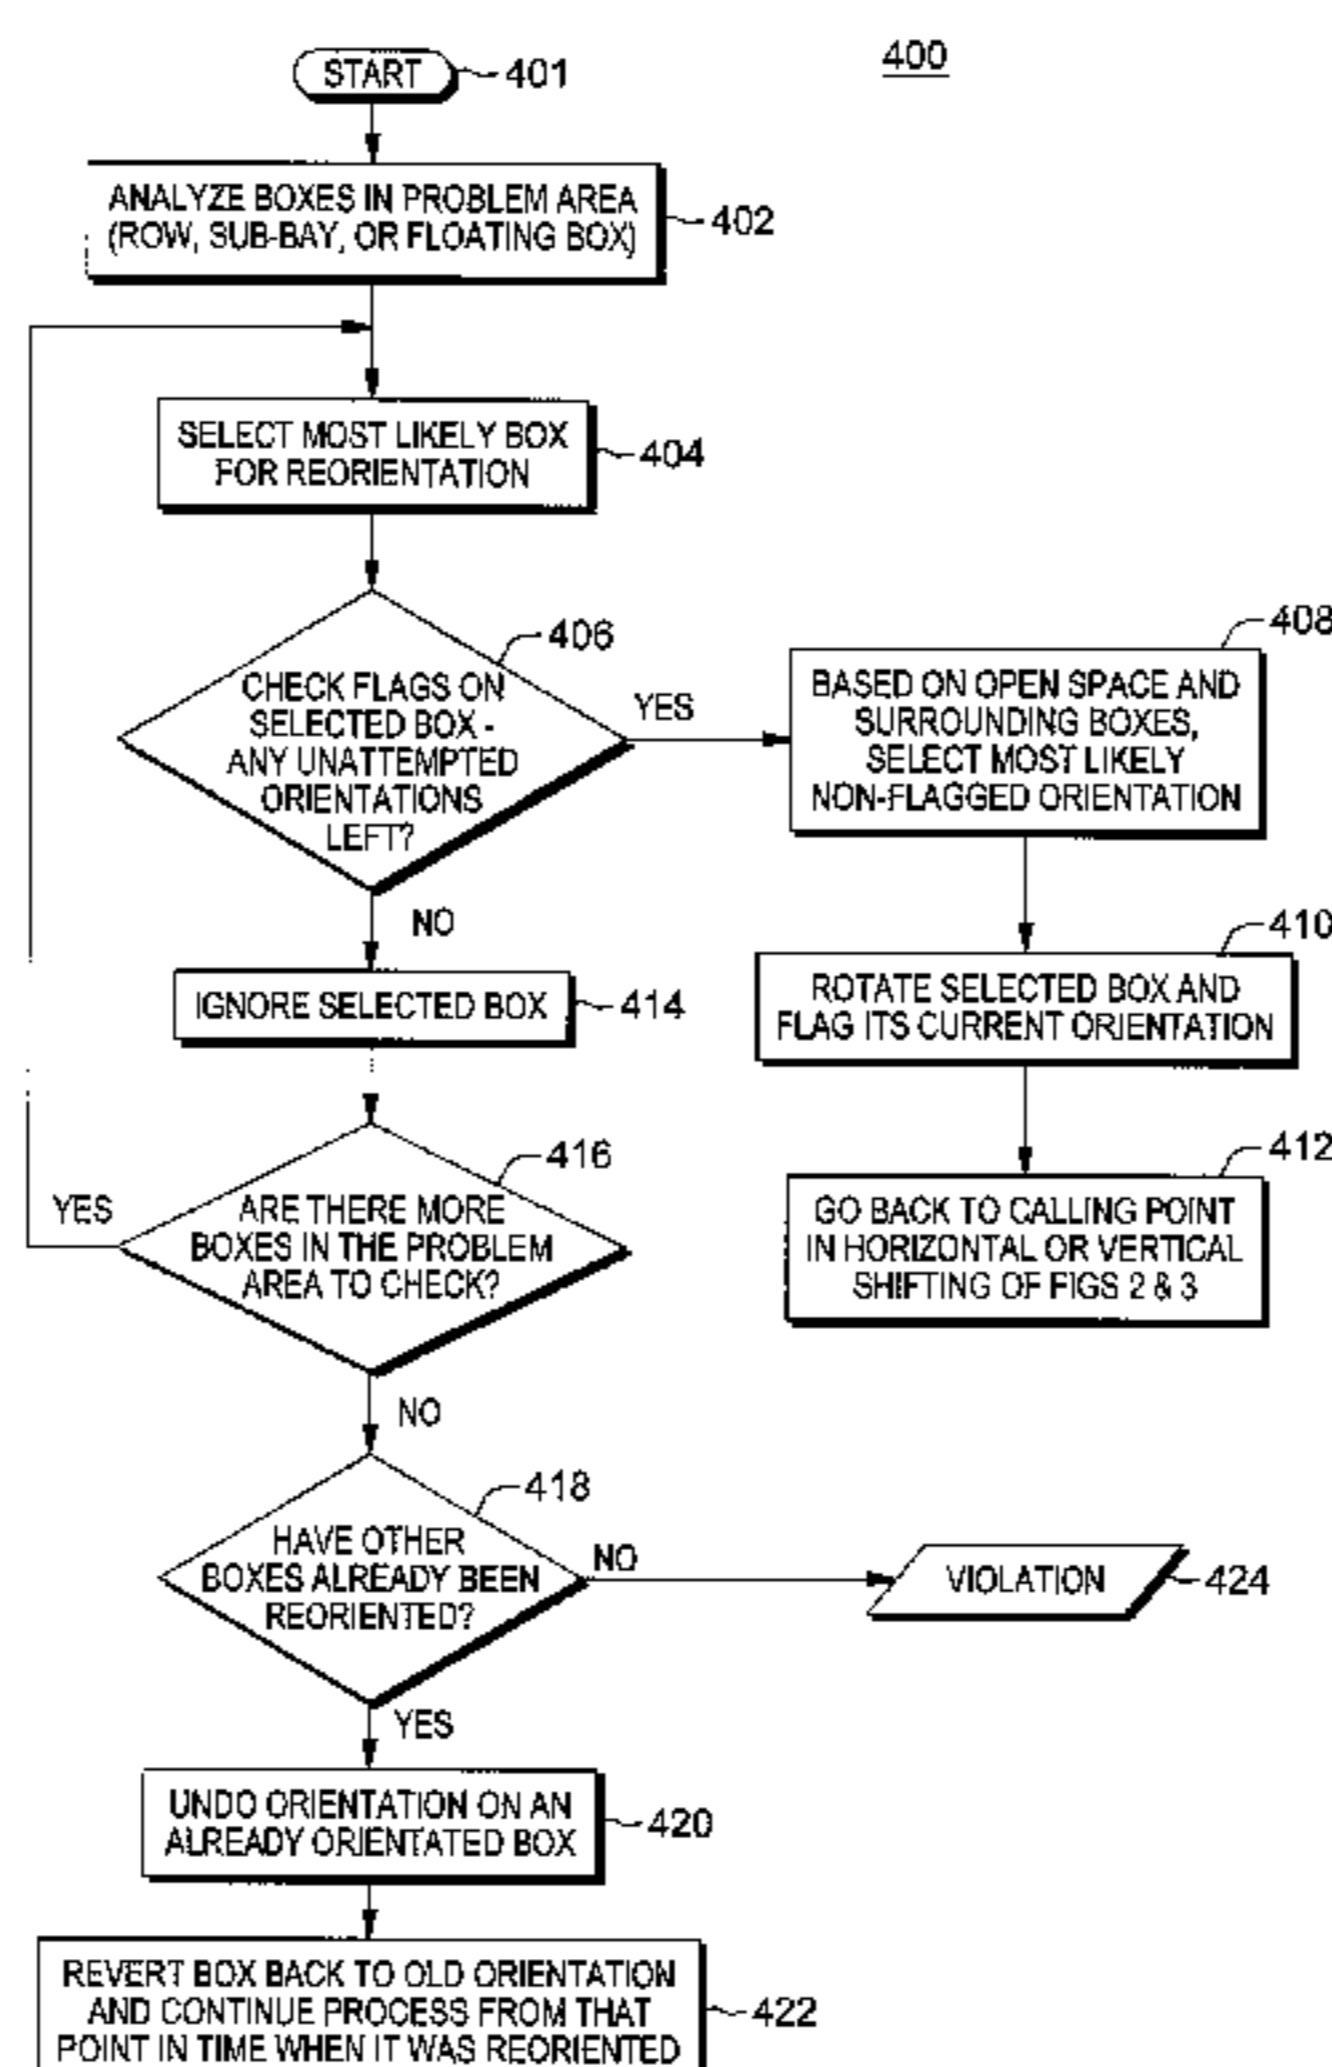 400
START
401
ANALYZE BOXES IN PROBLEM AREA
(ROW, SUB-BAY, OR FLOATING BOX)
402
SELECT MOST LIKELY BOX
FOR REORIENTATION
404
CHECK FLAGS ON
SELECTED BOX -
ANY UNATTEMPTED
ORIENTATIONS
LEFT?
406
YES
BASED ON OPEN SPACE AND
SURROUNDING BOXES,
SELECT MOST LIKELY
NON-FLAGGED ORIENTATION
408
NO
ROTATE SELECTED BOX AND
FLAG ITS CURRENT ORIENTATION
410
IGNORE SELECTED BOX
414
GO BACK TO CALLING POINT
IN HORIZONTAL OR VERTICAL
SHIFTING OF FIGS 2 & 3
412
ARE THERE MORE
BOXES IN THE PROBLEM
AREA TO CHECK?
416
YES
NO
HAVE OTHER
BOXES ALREADY BEEN
REORIENTED?
418
NO
VIOLATION
424
YES
UNDO ORIENTATION ON AN
ALREADY ORIENTATED BOX
420
REVERT BOX BACK TO OLD ORIENTATION
AND CONTINUE PROCESS FROM THAT
POINT IN TIME WHEN IT WAS REORIENTED
422